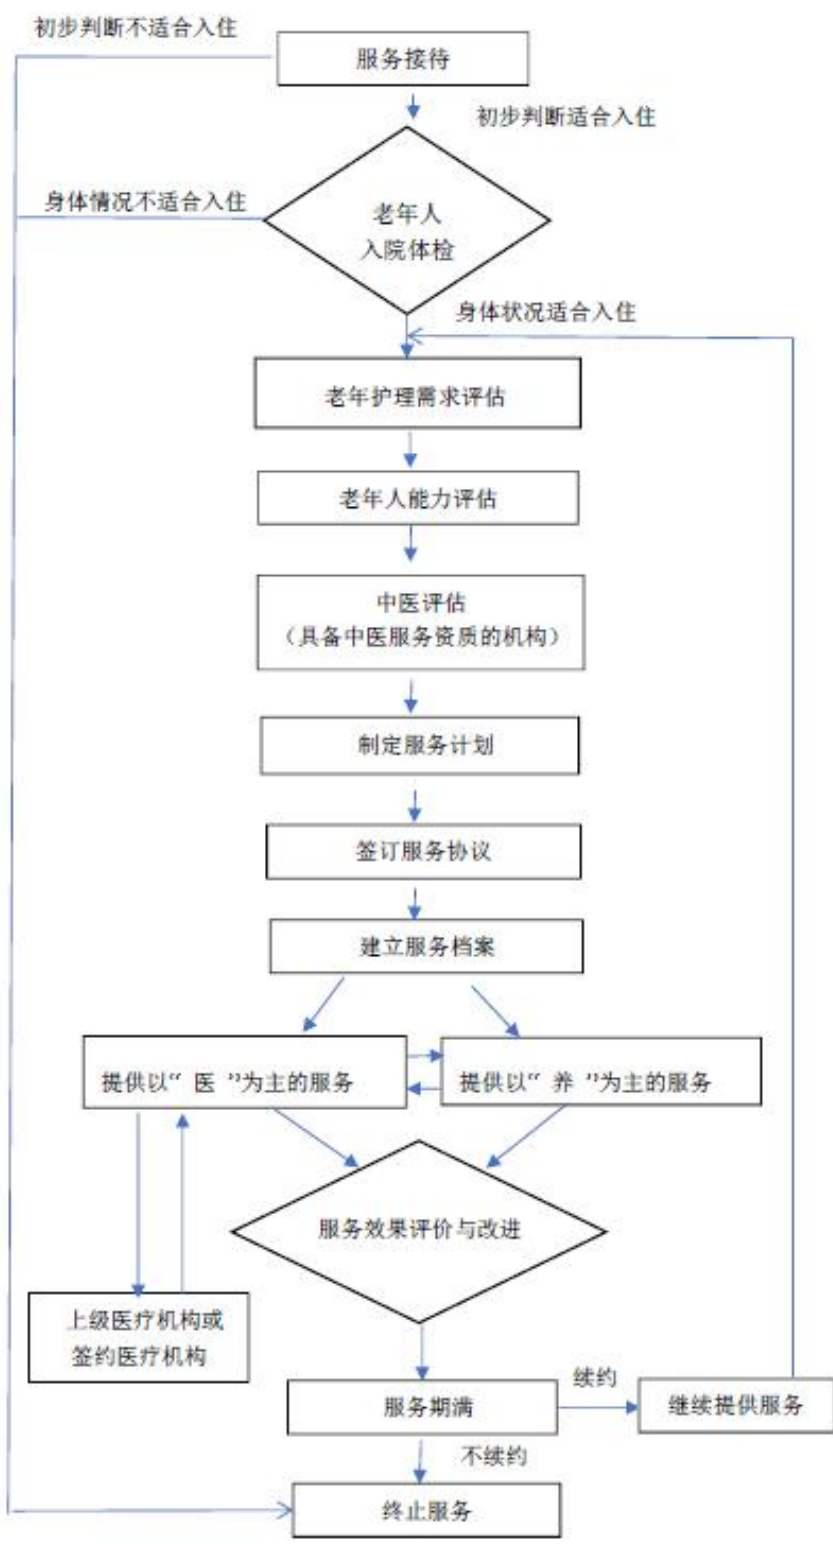 初步判断不适合入住
服务接待
初步判断适合入住
身体情况不适合入住
老年人
入院体检
身体状况适合入住
老年护理需求评估
老年人能力评估
中医评估
（具备中医服务资质的机构）
制定服务计划
签订服务协议
建立服务档案
提供以“ 医 ”为主的服务
提供以“ 养 ”为主的服务
服务效果评价与改进
上级医疗机构或
签约医疗机构
续约
服务期满
继续提供服务
不续约
终止服务